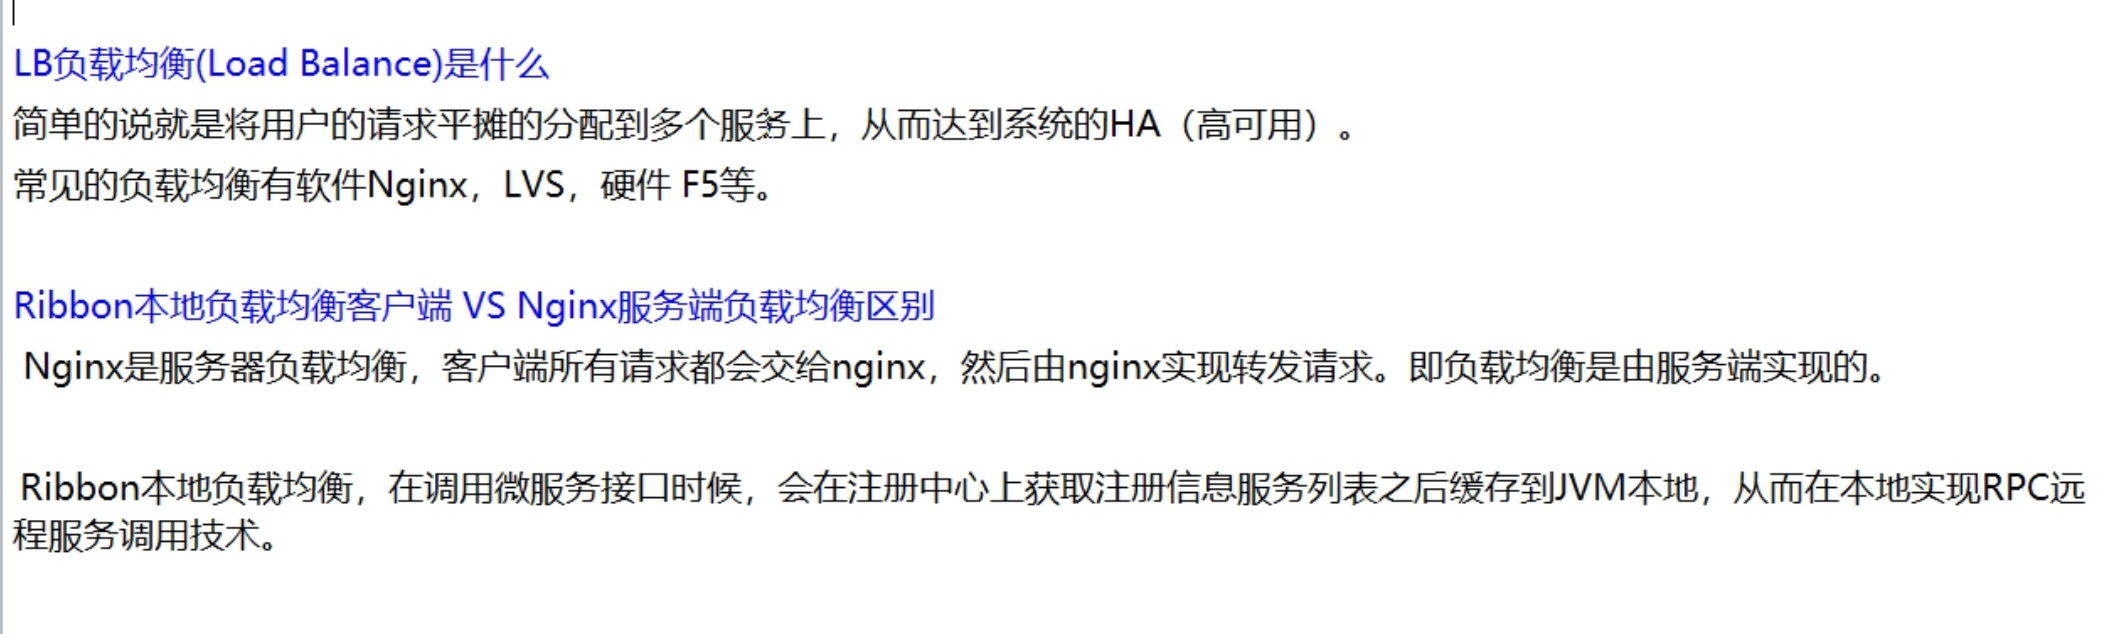 LB负载均衡(Load Balance)是什么
简单的说就是将用户的请求平摊的分配到多个服务上，从而达到系统的HA（高可用）。
常见的负载均衡有软件Nginx，LVS，硬件 F5等。
Ribbon本地负载均衡客户端 VS Nginx服务端负载均衡区别
Nginx是服务器负载均衡，客户端所有请求都会交给nginx，然后由nginx实现转发请求。即负载均衡是由服务端实现的。
Ribbon本地负载均衡，在调用微服务接口时候，会在注册中心上获取注册信息服务列表之后缓存到JVM本地，从而在本地实现RPC远
程服务调用技术。